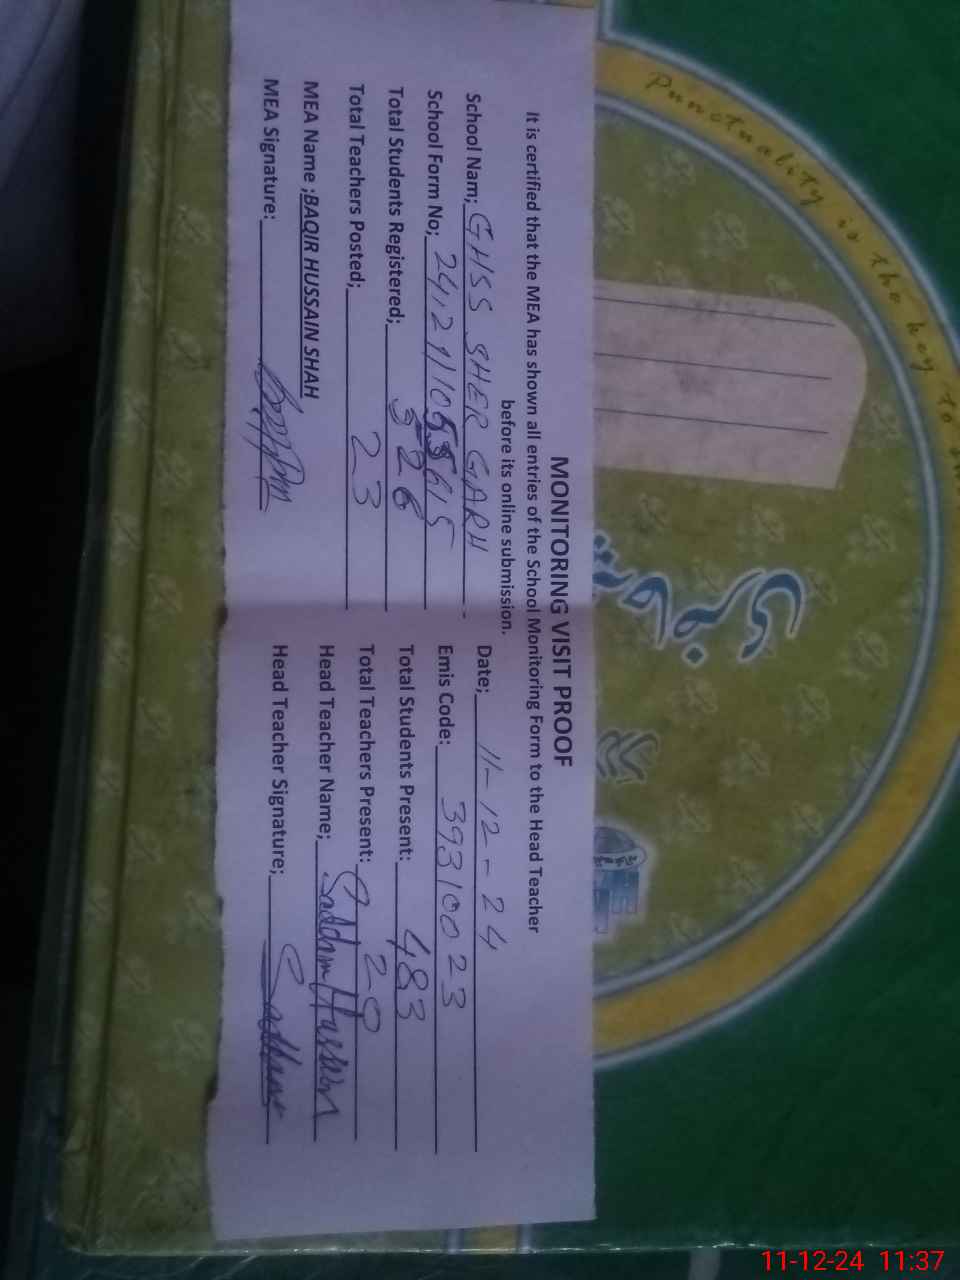 MONITORING VISIT PROOF
It is certified that the MEA has shown all entries of the School Monitoring Form to the Head Teacher
before its online submission.
School Nam; GHSS SHER GARH
Date; 11-12-24
School Form No;
Emis Code: 39310023
Total Students Registered;
Total Students Present: 483
Total Teachers Posted; 23
Total Teachers Present: 20
MEA Name ;BAQIR HUSSAIN SHAH
Head Teacher Name; Saddam Hussain
MEA Signature:
Head Teacher Signature;
Punctuality is the key to
حاضری
11-12-24 11:37